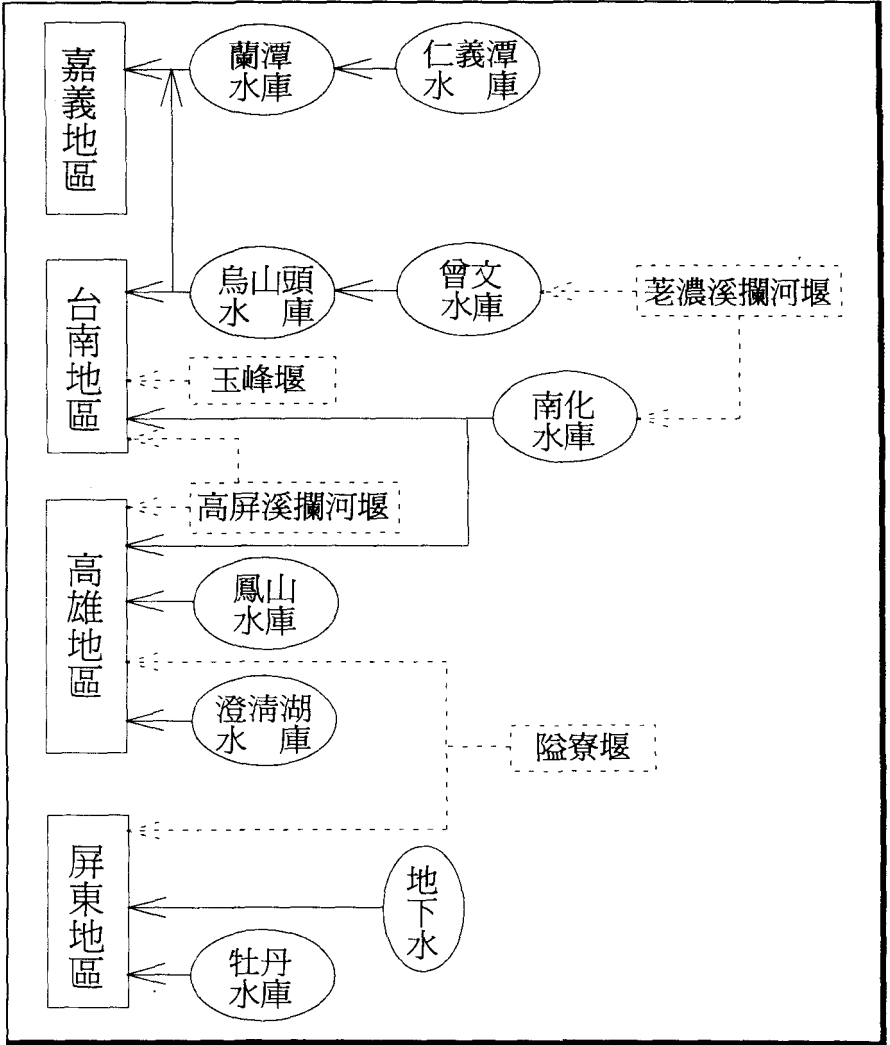 嘉義地區
蘭潭
水庫
仁義潭
水 庫
台南地區
烏山頭
水 庫
曾文
水庫
荖濃溪攔河堰
玉峰堰
南化
水庫
高屏溪攔河堰
高雄地區
鳳山
水庫
澄清湖
水 庫
隘寮堰
屏東地區
地下水
牡丹
水庫